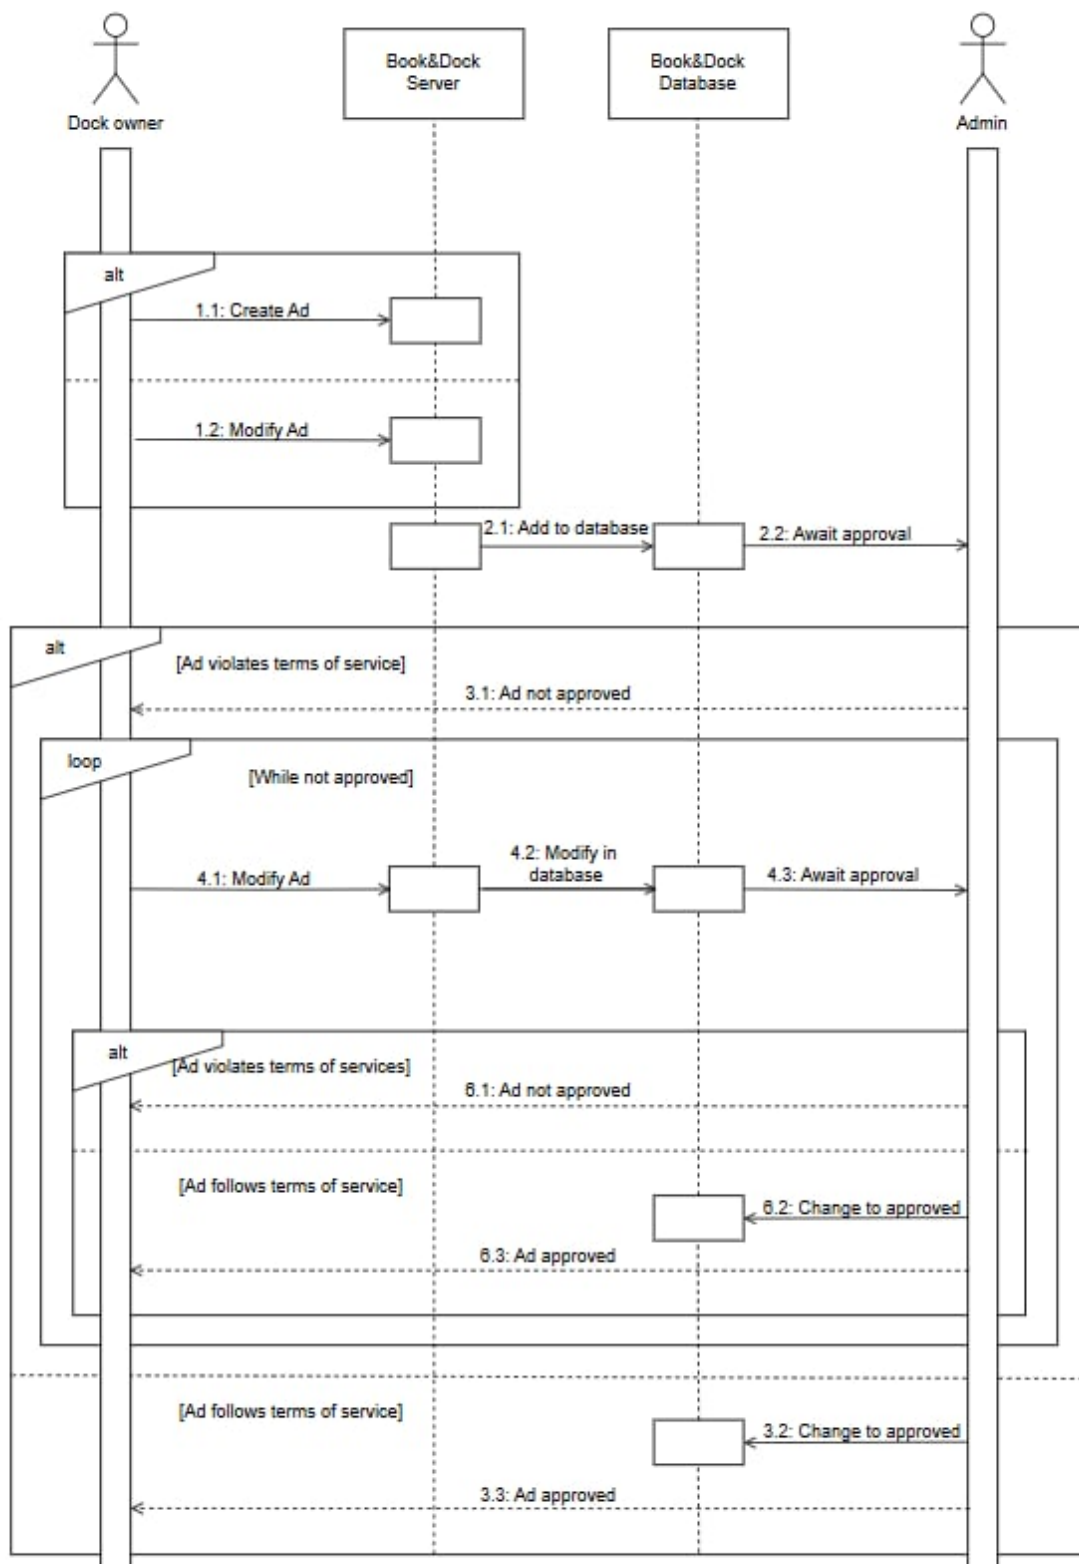 Dock owner
Book&Dock
Server
Book&Dock
Database
Admin
alt
1.1: Create Ad
1.2: Modify Ad
2.1: Add to database
2.2: Await approval
alt
[Ad violates terms of service]
3.1: Ad not approved
loop
[While not approved]
4.1: Modify Ad
4.2: Modify in
database
4.3: Await approval
alt
[Ad violates terms of services]
6.1: Ad not approved
[Ad follows terms of service]
6.2: Change to approved
6.3: Ad approved
[Ad follows terms of service]
3.2: Change to approved
3.3: Ad approved